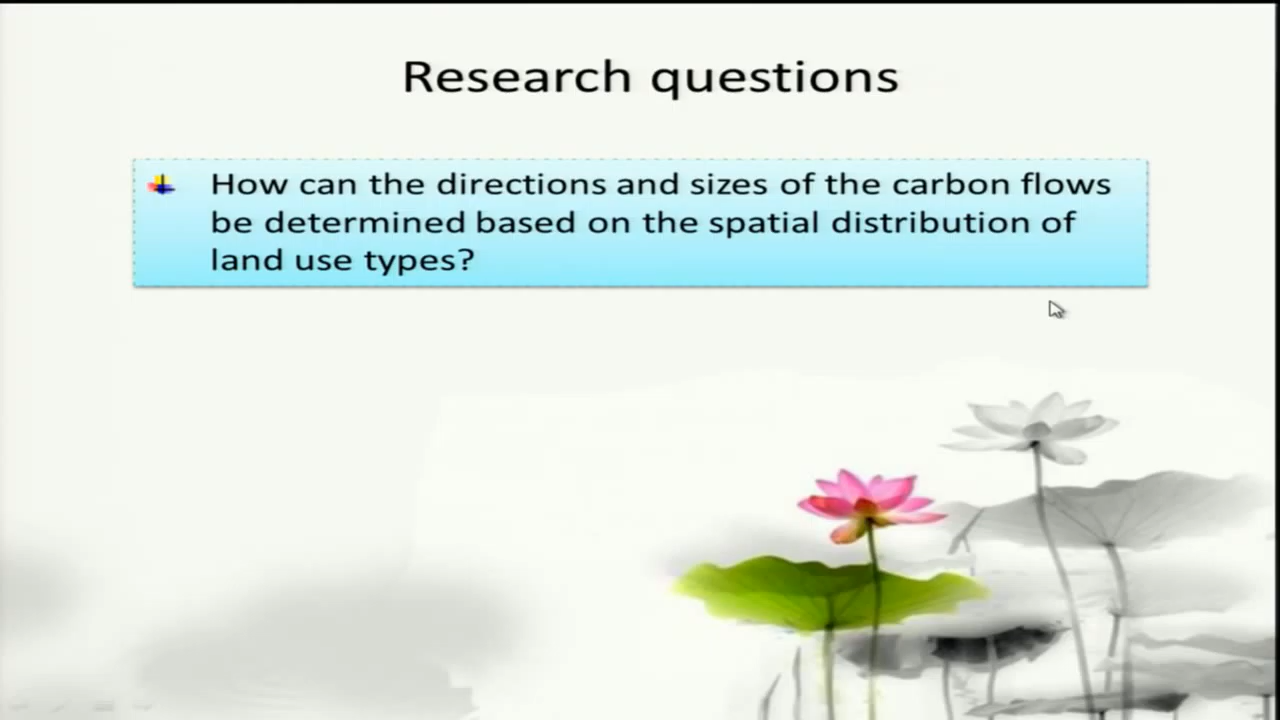 Research questions
How can the directions and sizes of the carbon flows
be determined based on the spatial distribution of
land use types?